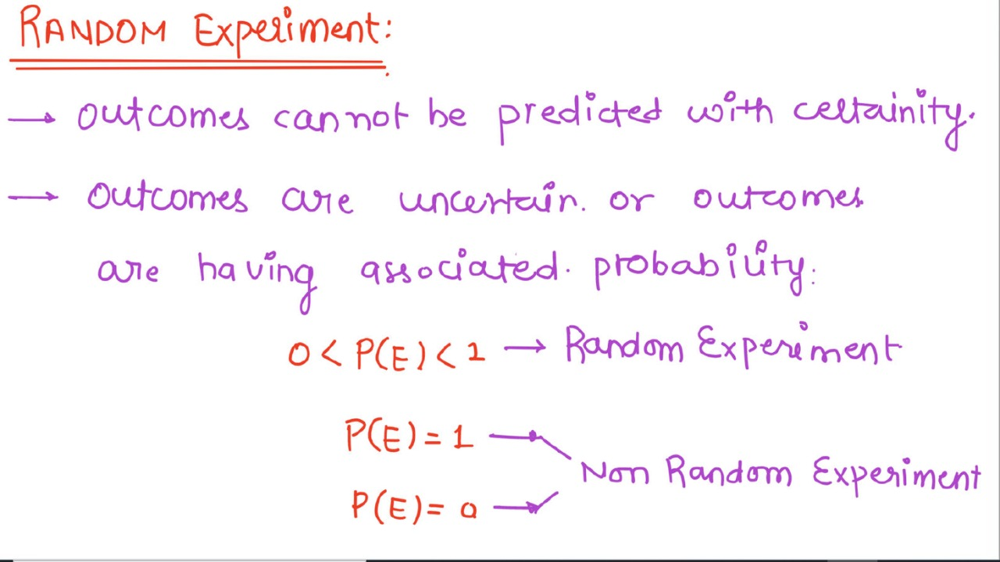 RANDOM Experiment:
→ outcomes cannot be predicted with certainity.
→ outcomes are uncertain. or outcomes
are having associated. probability.
0 < P(E) < 1 → Random Experiment
P(E) = 1 →
Non Random Experiment
P(E) = 0 →